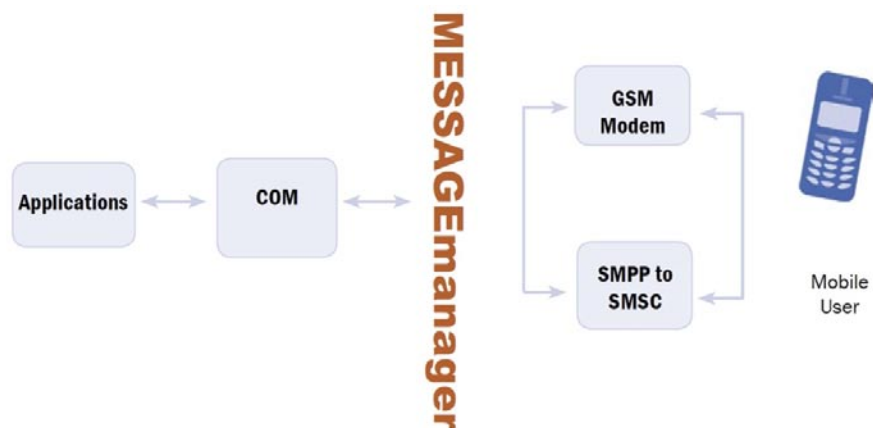 Applications
COM
MESSAGEmanager
GSM
Modem
SMPP to
SMSC
Mobile
User